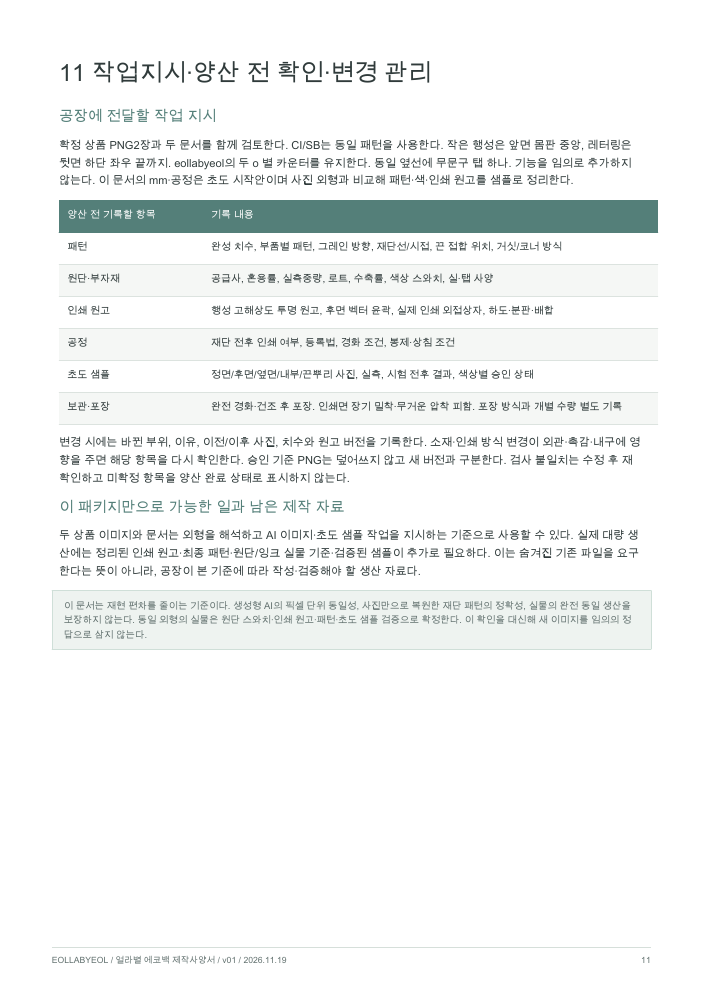 11 작업지시·양산 전 확인·변경 관리
공장에 전달할 작업 지시
확정 상품 PNG2장과 두 문서를 함께 검토한다. CI/SB는 동일 패턴을 사용한다. 작은 행성은 앞면 몸판 중앙, 레터링은
뒷면 하단 좌우 끝까지. eollabyeol의 두 o 별 카운터를 유지한다. 동일 옆선에 무문구 탭 하나. 기능을 임의로 추가하지
않는다. 이 문서의 mm·공정은 초도 시작안이며 사진 외형과 비교해 패턴·색·인쇄 원고를 샘플로 정리한다.
양산 전 기록할 항목 기록 내용
패턴 완성 치수, 부품별 패턴, 그레인 방향, 재단선/시접, 끈 접합 위치, 거싯/코너 방식
원단·부자재 공급사, 혼용률, 실측중량, 로트, 수축률, 색상 스와치, 실·탭 사양
인쇄 원고 행성 고해상도 투명 원고, 후면 벡터 윤곽, 실제 인쇄 외접상자, 하도·분판·배합
공정 재단 전후 인쇄 여부, 등록법, 경화 조건, 봉제·상침 조건
초도 샘플 정면/후면/옆면/내부/끈뿌리 사진, 실측, 시험 전후 결과, 색상별 승인 상태
보관·포장 완전 경화·건조 후 포장. 인쇄면 장기 밀착·무거운 압착 피함. 포장 방식과 개별 수량 별도 기록
변경 시에는 바뀐 부위, 이유, 이전/이후 사진, 치수와 원고 버전을 기록한다. 소재·인쇄 방식 변경이 외관·촉감·내구에 영
향을 주면 해당 항목을 다시 확인한다. 승인 기준 PNG는 덮어쓰지 않고 새 버전과 구분한다. 검사 불일치는 수정 후 재
확인하고 미확정 항목을 양산 완료 상태로 표시하지 않는다.
이 패키지만으로 가능한 일과 남은 제작 자료
두 상품 이미지와 문서는 외형을 해석하고 AI 이미지·초도 샘플 작업을 지시하는 기준으로 사용할 수 있다. 실제 대량 생
산에는 정리된 인쇄 원고·최종 패턴·원단/잉크 실물 기준·검증된 샘플이 추가로 필요하다. 이는 숨겨진 기존 파일을 요구
한다는 뜻이 아니라, 공장이 본 기준에 따라 작성·검증해야 할 생산 자료다.
이 문서는 재현 편차를 줄이는 기준이다. 생성형 AI의 픽셀 단위 동일성, 사진만으로 복원한 재단 패턴의 정확성, 실물의 완전 동일 생산을
보장하지 않는다. 동일 외형의 실물은 원단 스와치·인쇄 원고·패턴·초도 샘플 검증으로 확정한다. 이 확인을 대신해 새 이미지를 임의의 정
답으로 삼지 않는다.
EOLLABYEOL / 얼라별 에코백 제작사양서 / v01 / 2026.11.19 11